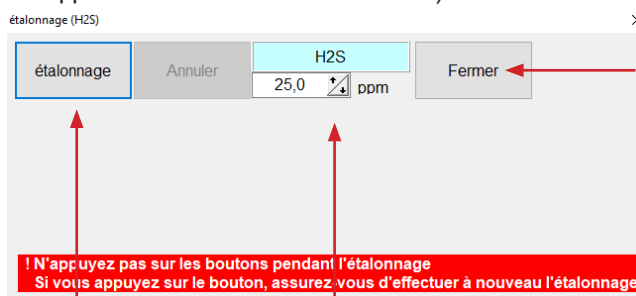 étalonnage (H2S)
étalonnage
Annuler
H2S
25,0 ppm
Fermer
! N'appuyez pas sur les boutons pendant l'étalonnage
Si vous appuyez sur le bouton, assurez-vous d'effectuer à nouveau l'étalonnage